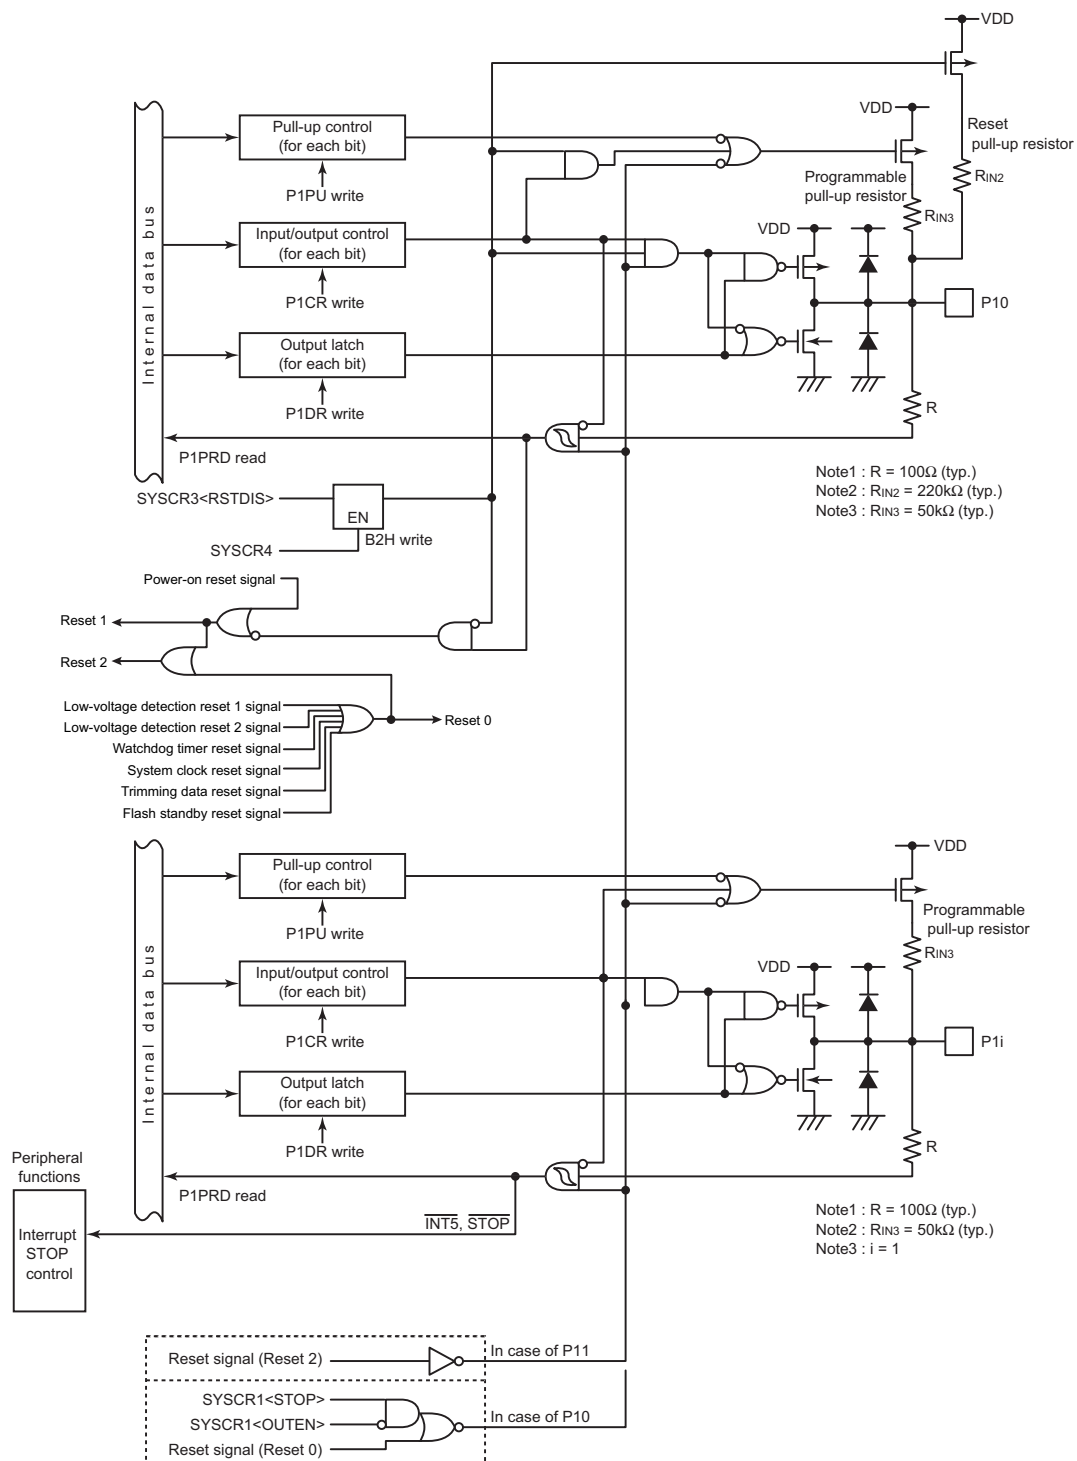 VDD
VDD
Reset
pull-up resistor
Pull-up control
(for each bit)
P1PU write
Programmable
pull-up resistor
RIN2
RIN3
Internal data bus
Input/output control
(for each bit)
P1CR write
VDD
P10
Output latch
(for each bit)
P1DR write
R
P1PRD read
Note1 : R = 100Ω (typ.)
Note2 : RIN2 = 220kΩ (typ.)
Note3 : RIN3 = 50kΩ (typ.)
SYSCR3<RSTDIS>
EN
B2H write
SYSCR4
Power-on reset signal
Reset 1
Reset 2
Low-voltage detection reset 1 signal
Low-voltage detection reset 2 signal
Watchdog timer reset signal
System clock reset signal
Trimming data reset signal
Flash standby reset signal
Reset 0
VDD
Pull-up control
(for each bit)
P1PU write
Programmable
pull-up resistor
RIN3
Internal data bus
Input/output control
(for each bit)
P1CR write
VDD
P1i
Output latch
(for each bit)
P1DR write
R
Peripheral
functions
P1PRD read
INT5, STOP
Interrupt
STOP
control
Note1 : R = 100Ω (typ.)
Note2 : RIN3 = 50kΩ (typ.)
Note3 : i = 1
Reset signal (Reset 2)
In case of P11
SYSCR1<STOP>
SYSCR1<OUTEN>
Reset signal (Reset 0)
In case of P10